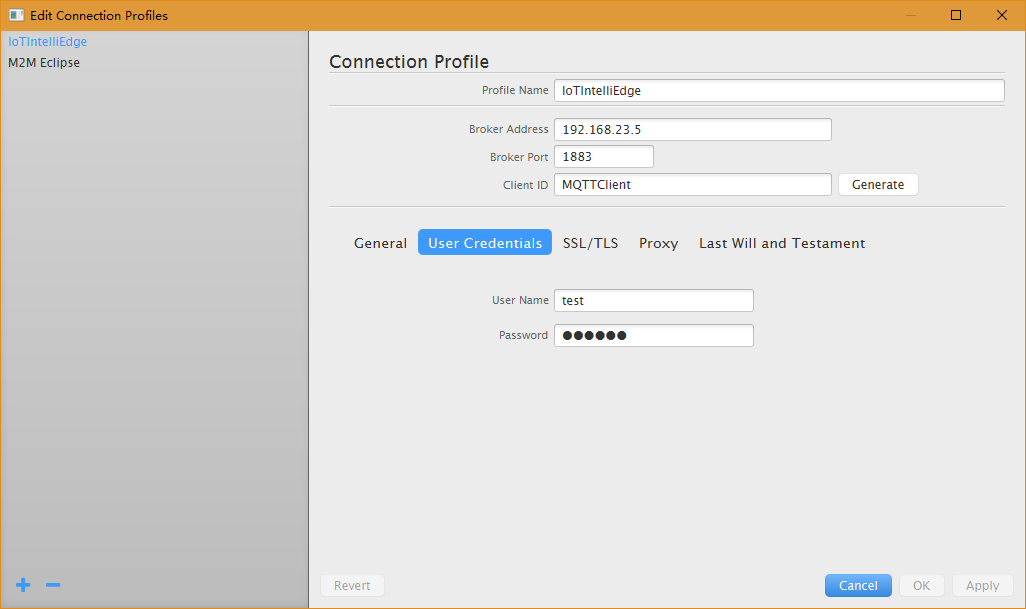 Edit Connection Profiles
IoTIntelliEdge
M2M Eclipse
Connection Profile
Profile Name IoTIntelliEdge
Broker Address 192.168.23.5
Broker Port 1883
Client ID MQTTClient Generate
General User Credentials SSL/TLS Proxy Last Will and Testament
User Name test
Password ●●●●●●
Revert Cancel OK Apply